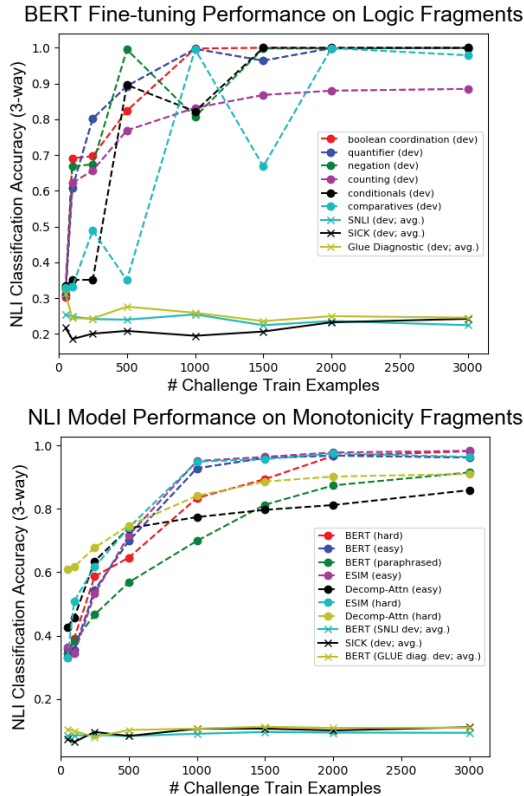 BERT Fine-tuning Performance on Logic Fragments
NLI Classification Accuracy (3-way)
1.0
0.9
0.8
0.7
0.6
0.5
0.4
0.3
0.2
boolean coordination (dev)
quantifier (dev)
negation (dev)
counting (dev)
conditionals (dev)
comparatives (dev)
SNLI (dev; avg.)
SICK (dev; avg.)
Glue Diagnostic (dev; avg.)
0 500 1000 1500 2000 2500 3000
# Challenge Train Examples
NLI Model Performance on Monotonicity Fragments
NLI Classification Accuracy (3-way)
1.0
0.8
0.6
0.4
0.2
BERT (hard)
BERT (easy)
BERT (paraphrased)
ESIM (easy)
Decomp-Attn (easy)
ESIM (hard)
Decomp-Attn (hard)
BERT (SNLI dev; avg.)
SICK (dev; avg.)
BERT (GLUE diag. dev; avg.)
0 500 1000 1500 2000 2500 3000
# Challenge Train Examples